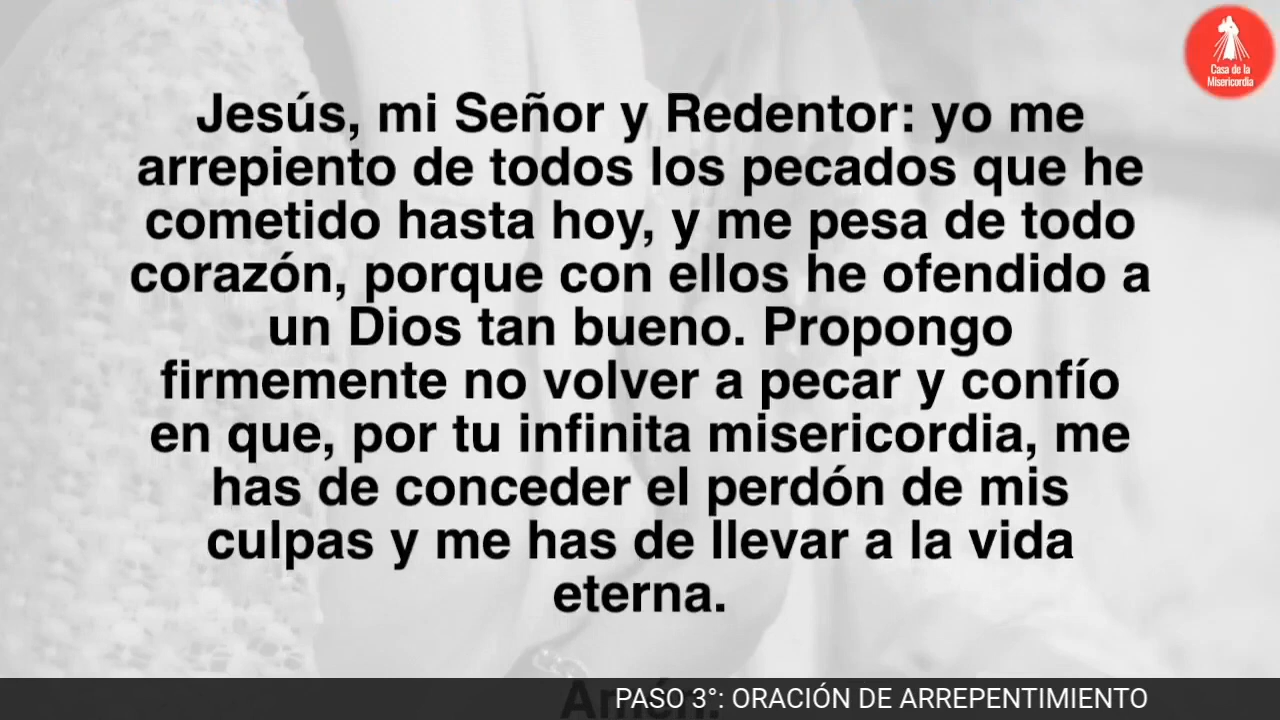 Casa de la
Misericordia
Jesús, mi Señor y Redentor: yo me
arrepiento de todos los pecados que he
cometido hasta hoy, y me pesa de todo
corazón, porque con ellos he ofendido a
un Dios tan bueno. Propongo
firmemente no volver a pecar y confío
en que, por tu infinita misericordia, me
has de conceder el perdón de mis
culpas y me has de llevar a la vida
eterna.
Amén.
PASO 3°: ORACIÓN DE ARREPENTIMIENTO